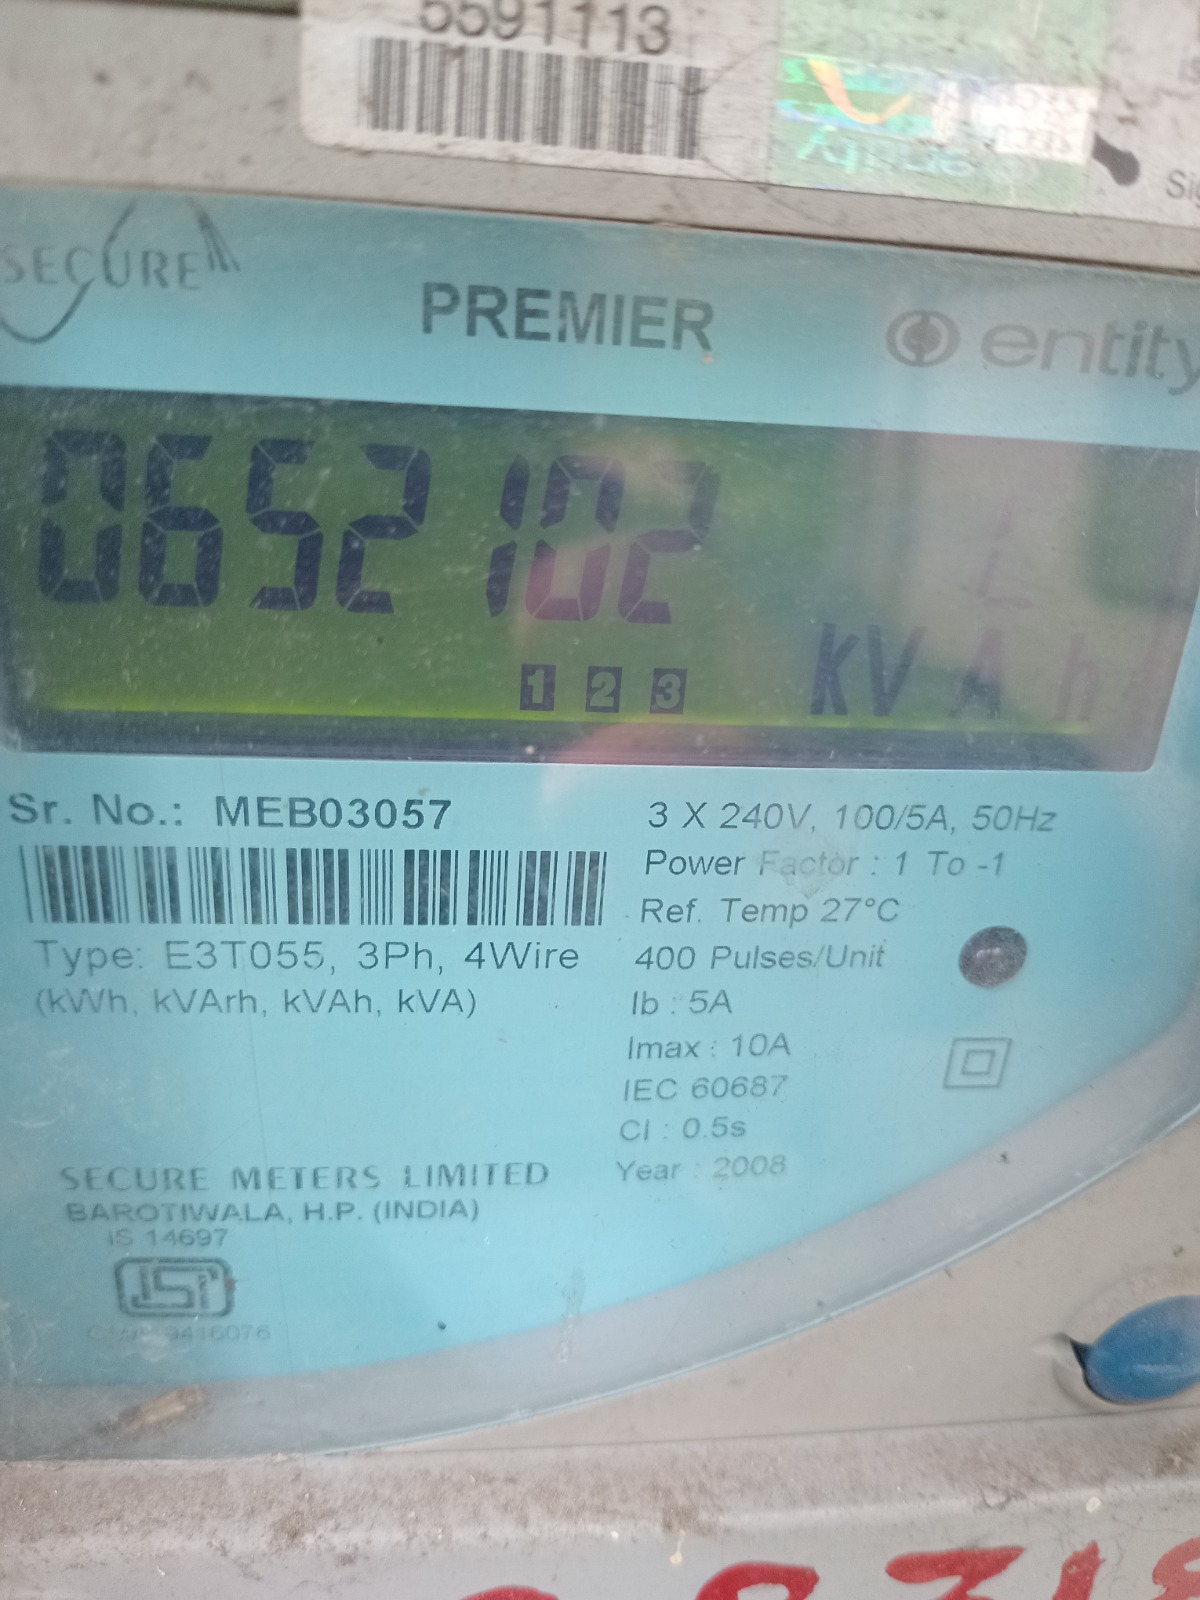 5591113
SECURE
PREMIER
entity
0652102
1 2 3
kVAh
Sr. No.: MEB03057
3 X 240V, 100/5A, 50Hz
Power Factor : 1 To -1
Ref. Temp 27°C
Type: E3T055, 3Ph, 4Wire
400 Pulses/Unit
(kWh, kVArh, kVAh, kVA)
Ib : 5A
Imax : 10A
IEC 60687
Cl : 0.5s
Year : 2008
SECURE METERS LIMITED
BAROTIWALA, H.P. (INDIA)
IS 14697
ISI